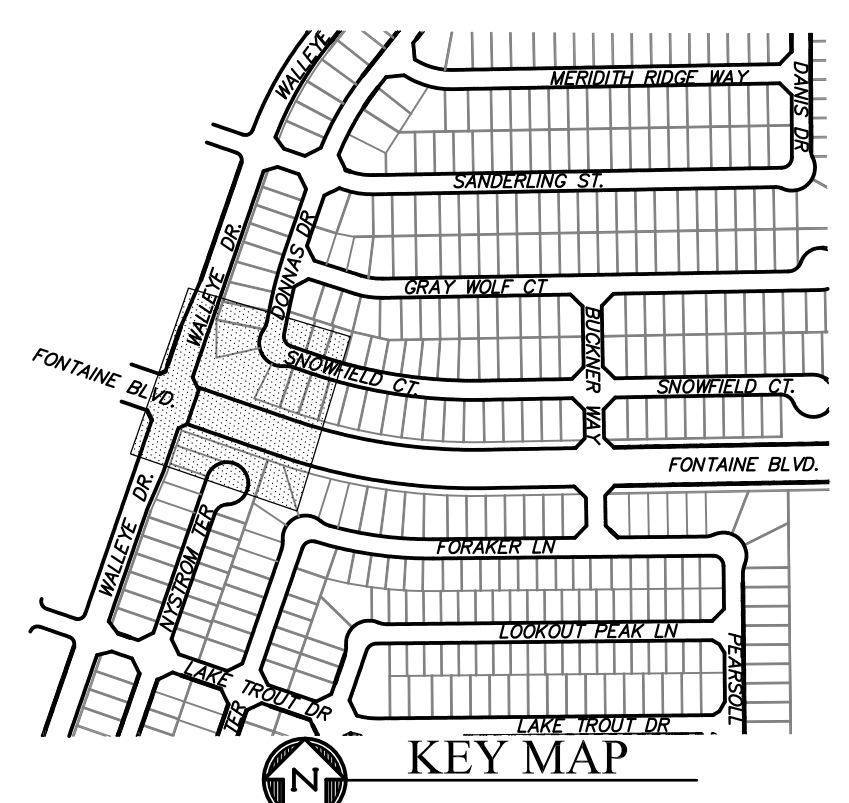 WALLEYE
MERIDITH RIDGE WAY
DANIS DR
SANDERLING ST.
WALLEYE DR.
DONNAS DR
GRAY WOLF CT
BUCKNER WAY
FONTAINE BLVD.
SNOWFIELD CT.
SNOWFIELD CT.
FONTAINE BLVD.
WALLEYE DR.
NYSTROM TER
FORAKER LN
LOOKOUT PEAK LN
PEARSOLL
LAKE TROUT DR
TER
LAKE TROUT DR
KEY MAP
N